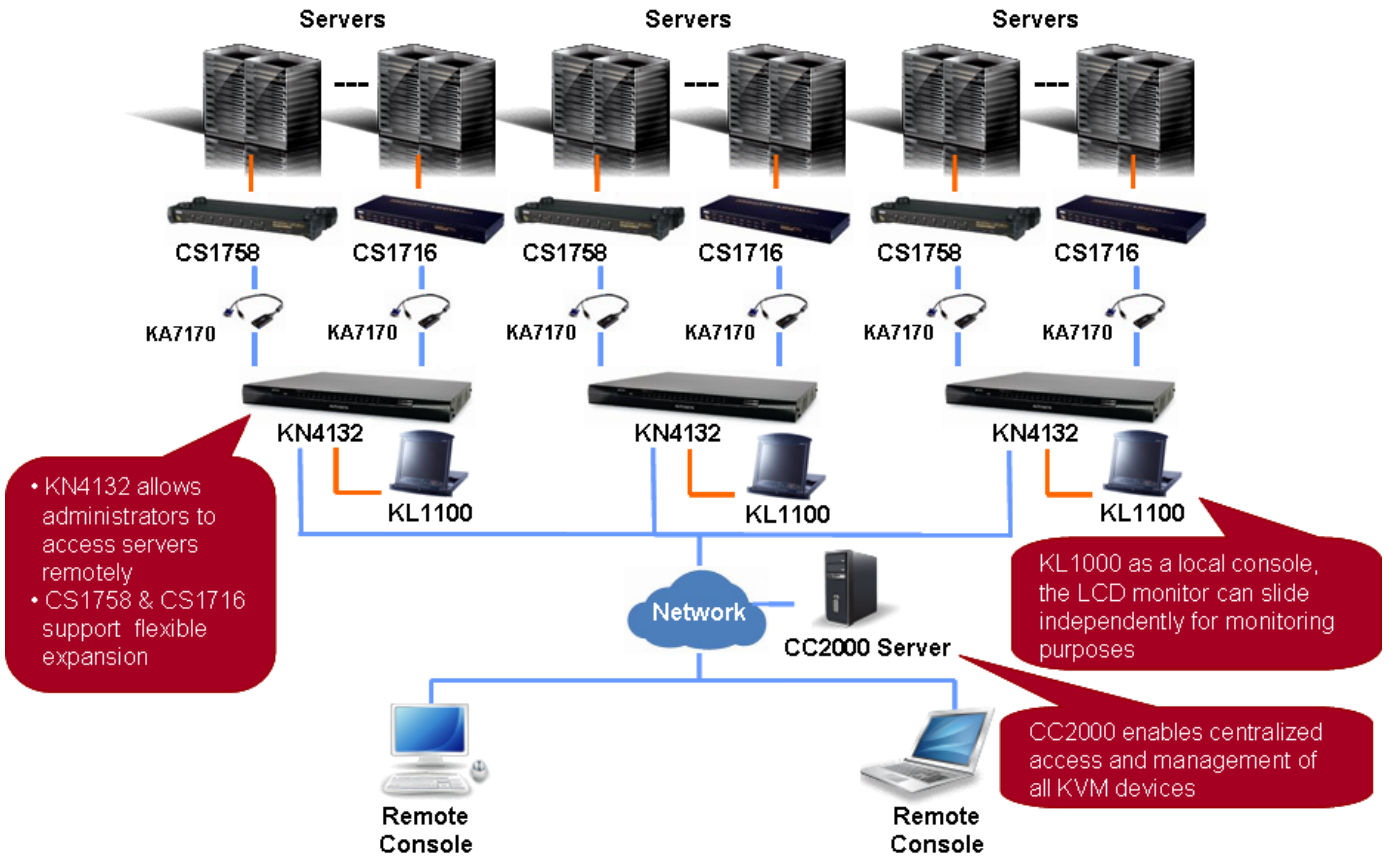 Servers
Servers
Servers
CS1758
CS1716
CS1758
CS1716
CS1758
CS1716
KA7170
KA7170
KA7170
KA7170
KA7170
KA7170
KN4132
KN4132
KN4132
KL1100
KL1100
KL1100
• KN4132 allows
administrators to
access servers
remotely
• CS1758 & CS1716
support flexible
expansion
KL1000 as a local console,
the LCD monitor can slide
independently for monitoring
purposes
Network
CC2000 Server
CC2000 enables centralized
access and management of
all KVM devices
Remote
Console
Remote
Console